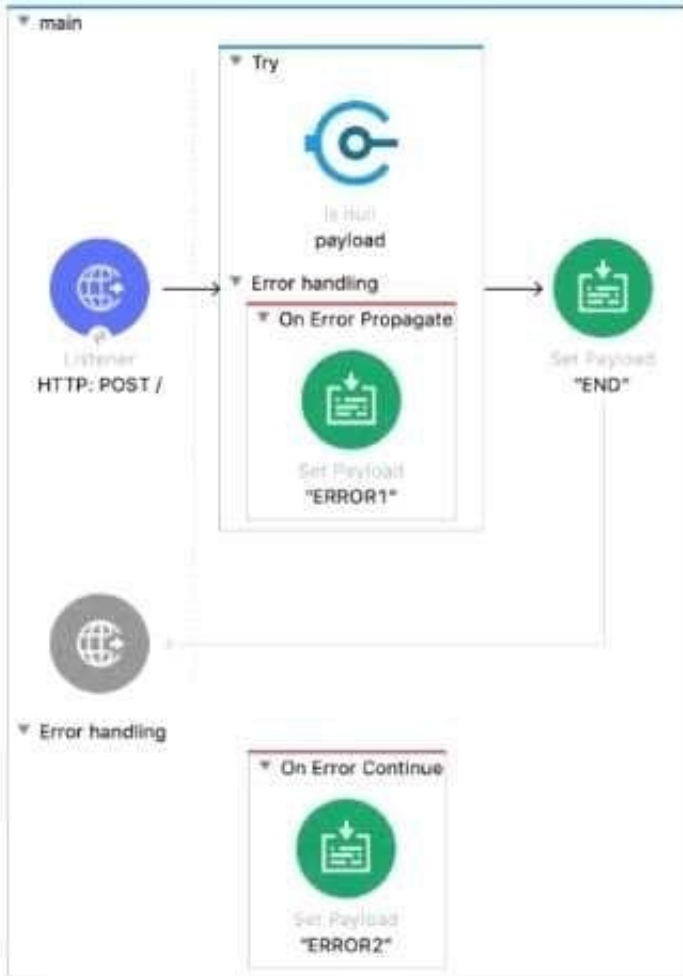 main
Try
Is Null
payload
Error handling
On Error Propagate
Set Payload
"ERROR1"
Listener
HTTP: POST /
Set Payload
"END"
Error handling
On Error Continue
Set Payload
"ERROR2"